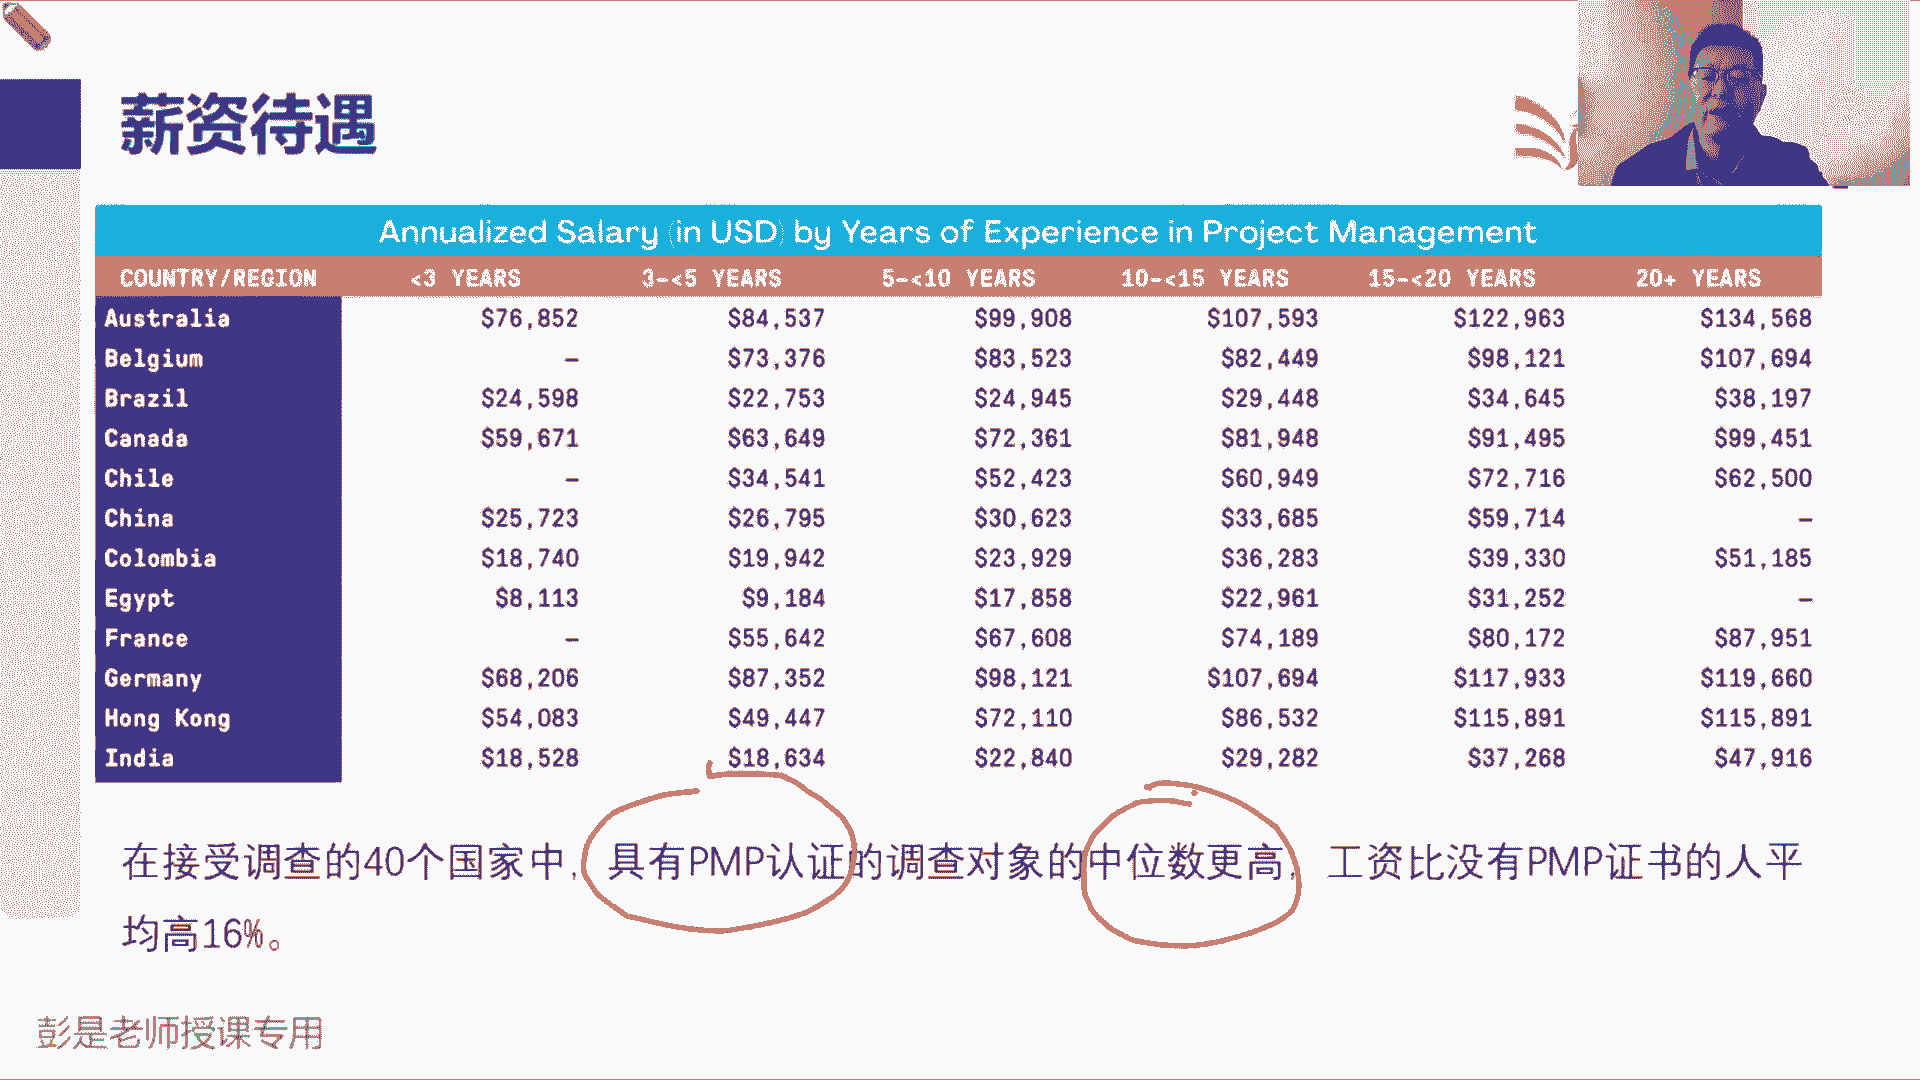 薪资待遇
Annualized Salary (in USD) by Years of Experience in Project Management
COUNTRY/REGION <3 YEARS 3-<5 YEARS 5-<10 YEARS 10-<15 YEARS 15-<20 YEARS 20+ YEARS
Australia $76,852 $84,537 $99,908 $107,593 $122,963 $134,568
Belgium – $73,376 $83,523 $82,449 $98,121 $107,694
Brazil $24,598 $22,753 $24,945 $29,448 $34,645 $38,197
Canada $59,671 $63,649 $72,361 $81,948 $91,495 $99,451
Chile – $34,541 $52,423 $60,949 $72,716 $62,500
China $25,723 $26,795 $30,623 $33,685 $59,714 –
Colombia $18,740 $19,942 $23,929 $36,283 $39,330 $51,185
Egypt $8,113 $9,184 $17,858 $22,961 $31,252 –
France – $55,642 $67,608 $74,189 $80,172 $87,951
Germany $68,206 $87,352 $98,121 $107,694 $117,933 $119,660
Hong Kong $54,083 $49,447 $72,110 $86,532 $115,891 $115,891
India $18,528 $18,634 $22,840 $29,282 $37,268 $47,916
在接受调查的40个国家中，具有PMP认证的调查对象的中位数更高，工资比没有PMP证书的人平
均高16%。
彭是老师授课专用